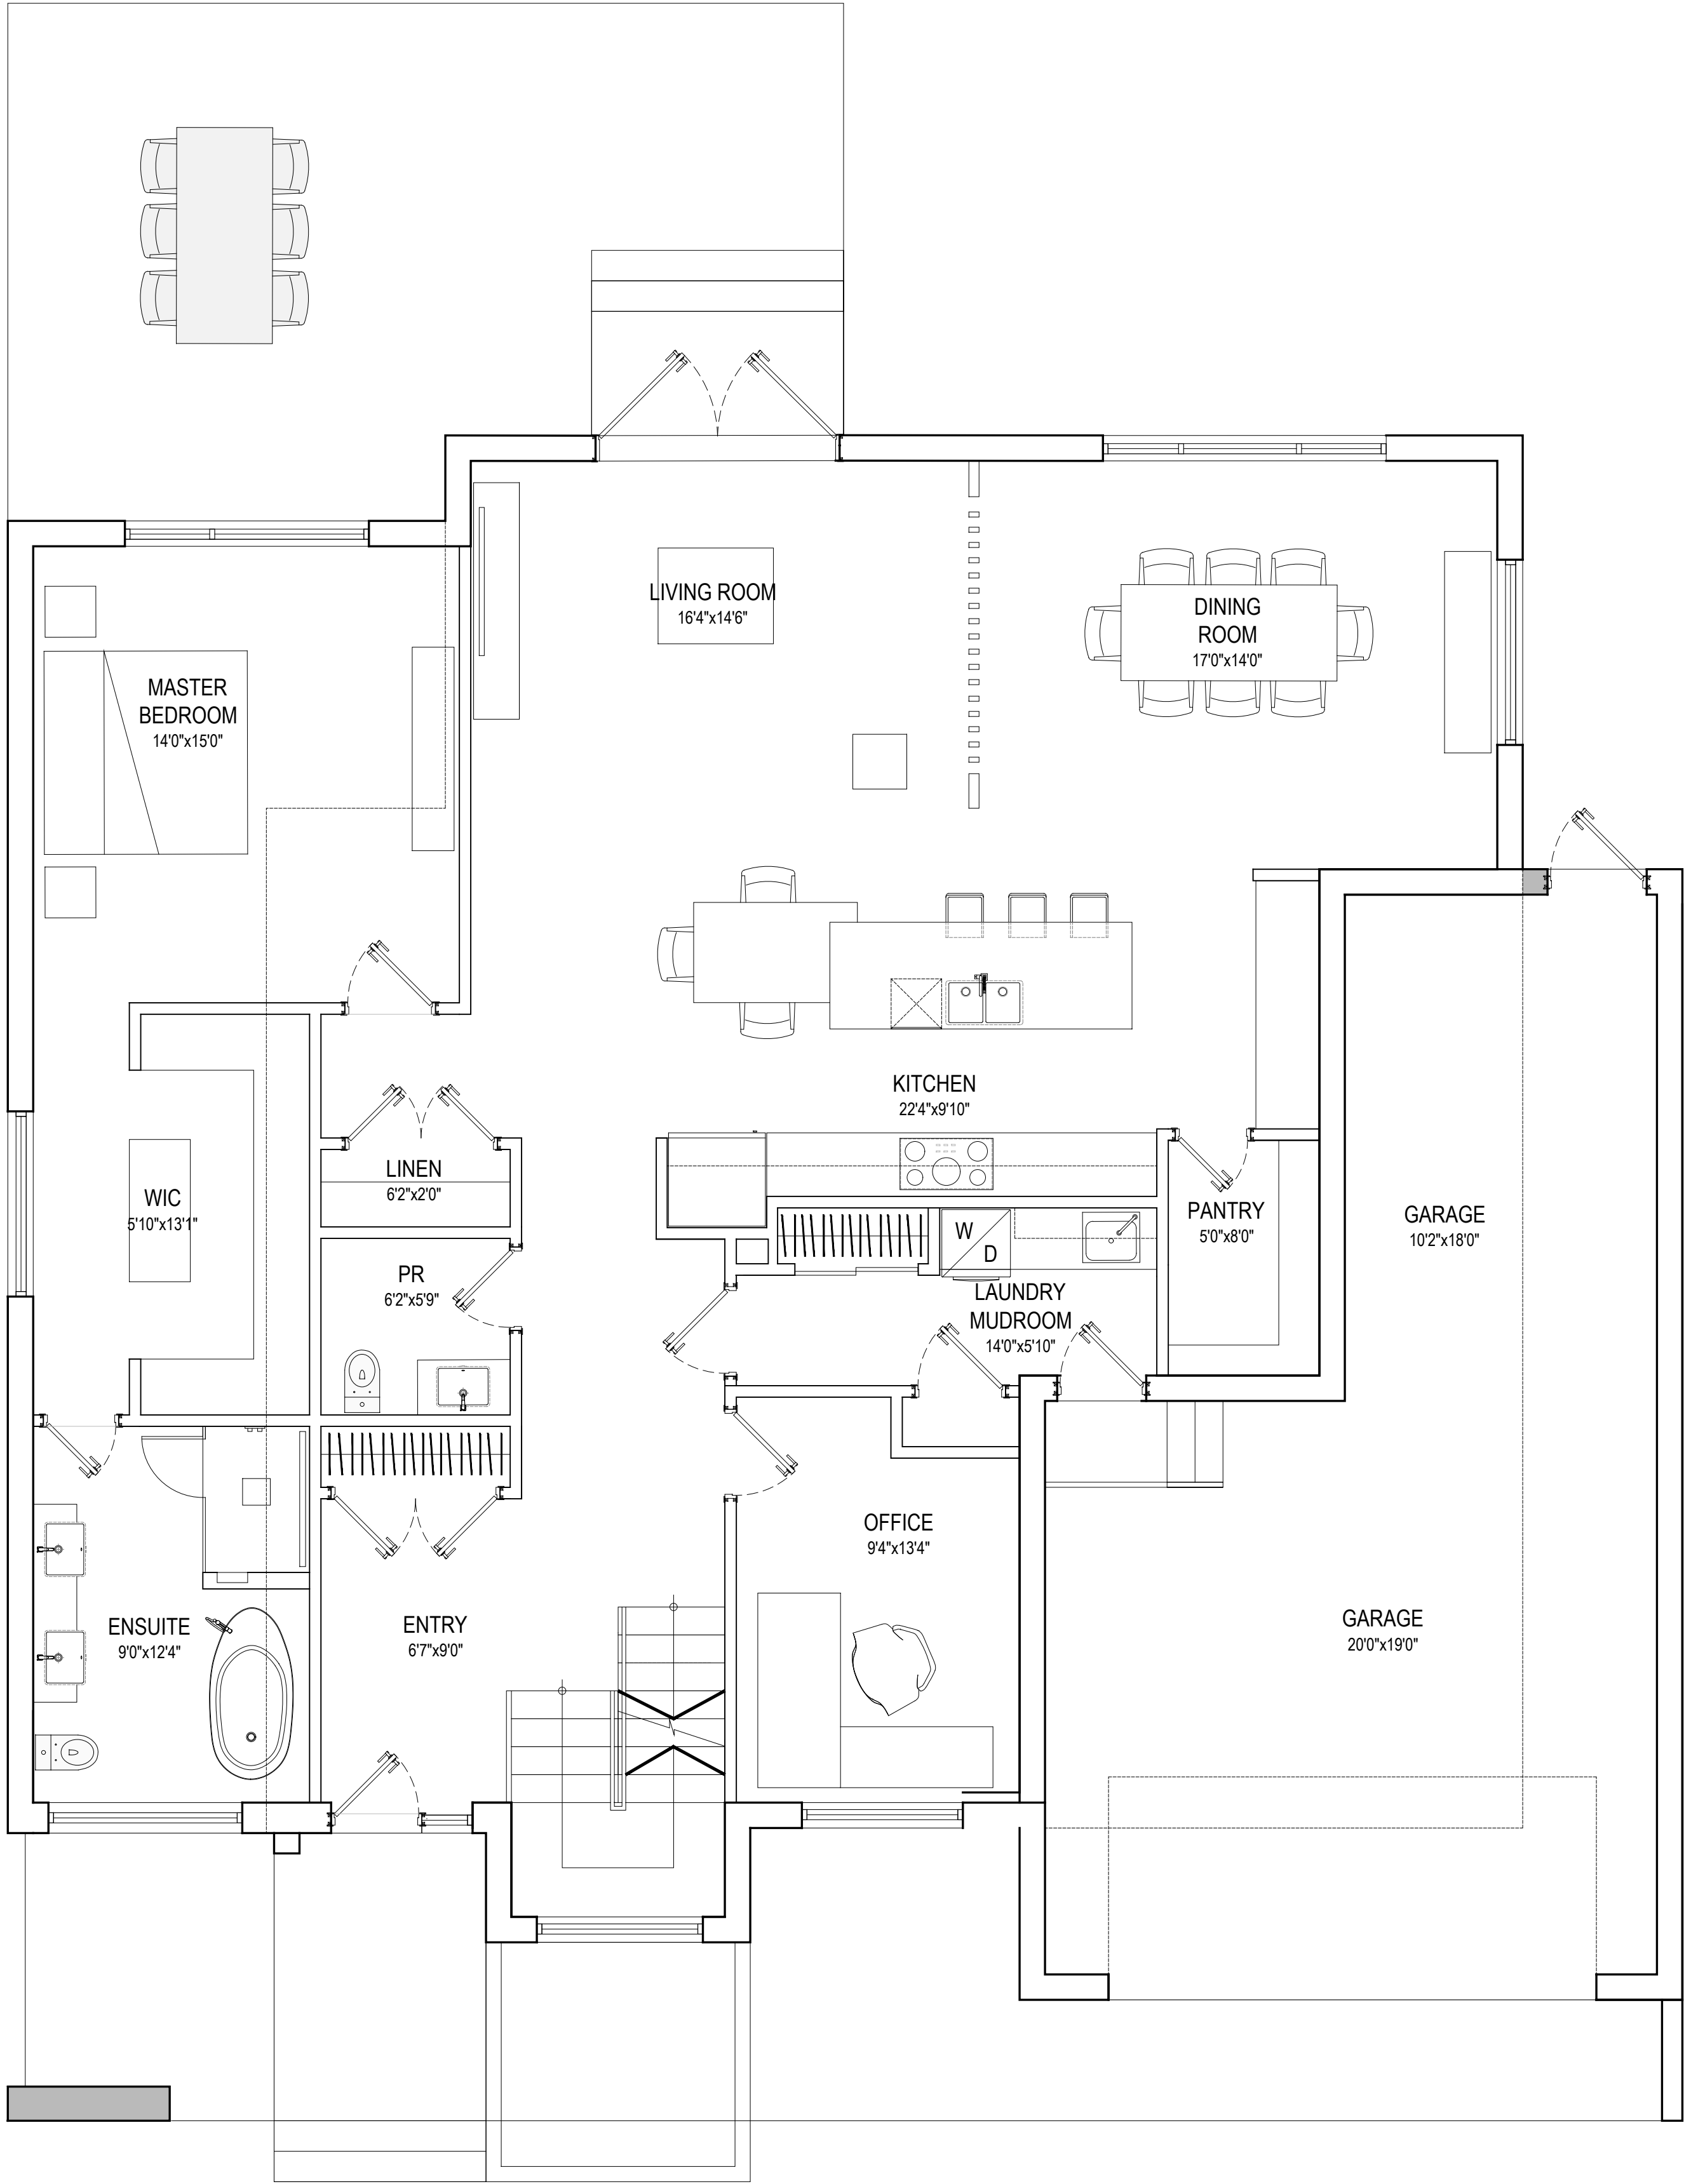 LIVING ROOM
16'4"x14'6"
DINING
ROOM
17'0"x14'0"
MASTER
BEDROOM
14'0"x15'0"
KITCHEN
22'4"x9'10"
LINEN
6'2"x2'0"
WIC
5'10"x13'1"
PANTRY
5'0"x8'0"
GARAGE
10'2"x18'0"
W
D
PR
6'2"x5'9"
LAUNDRY
MUDROOM
14'0"x5'10"
OFFICE
9'4"x13'4"
ENSUITE
9'0"x12'4"
ENTRY
6'7"x9'0"
GARAGE
20'0"x19'0"